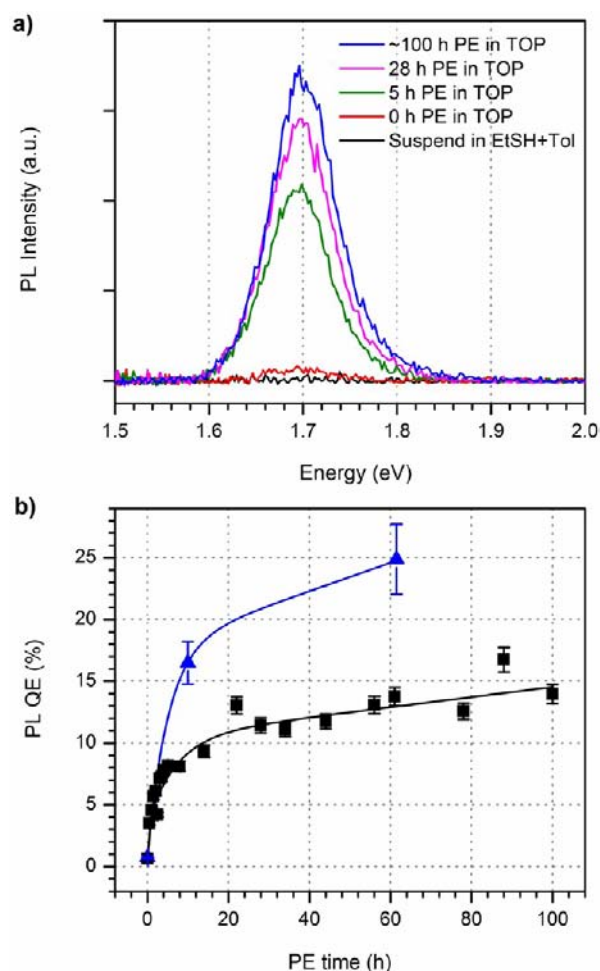 a)
~100 h PE in TOP
28 h PE in TOP
5 h PE in TOP
0 h PE in TOP
Suspend in EtSH+Tol
PL Intensity (a.u.)
1.5 1.6 1.7 1.8 1.9 2.0
Energy (eV)
b)
25
20
15
10
5
0
PL QE (%)
0 20 40 60 80 100
PE time (h)